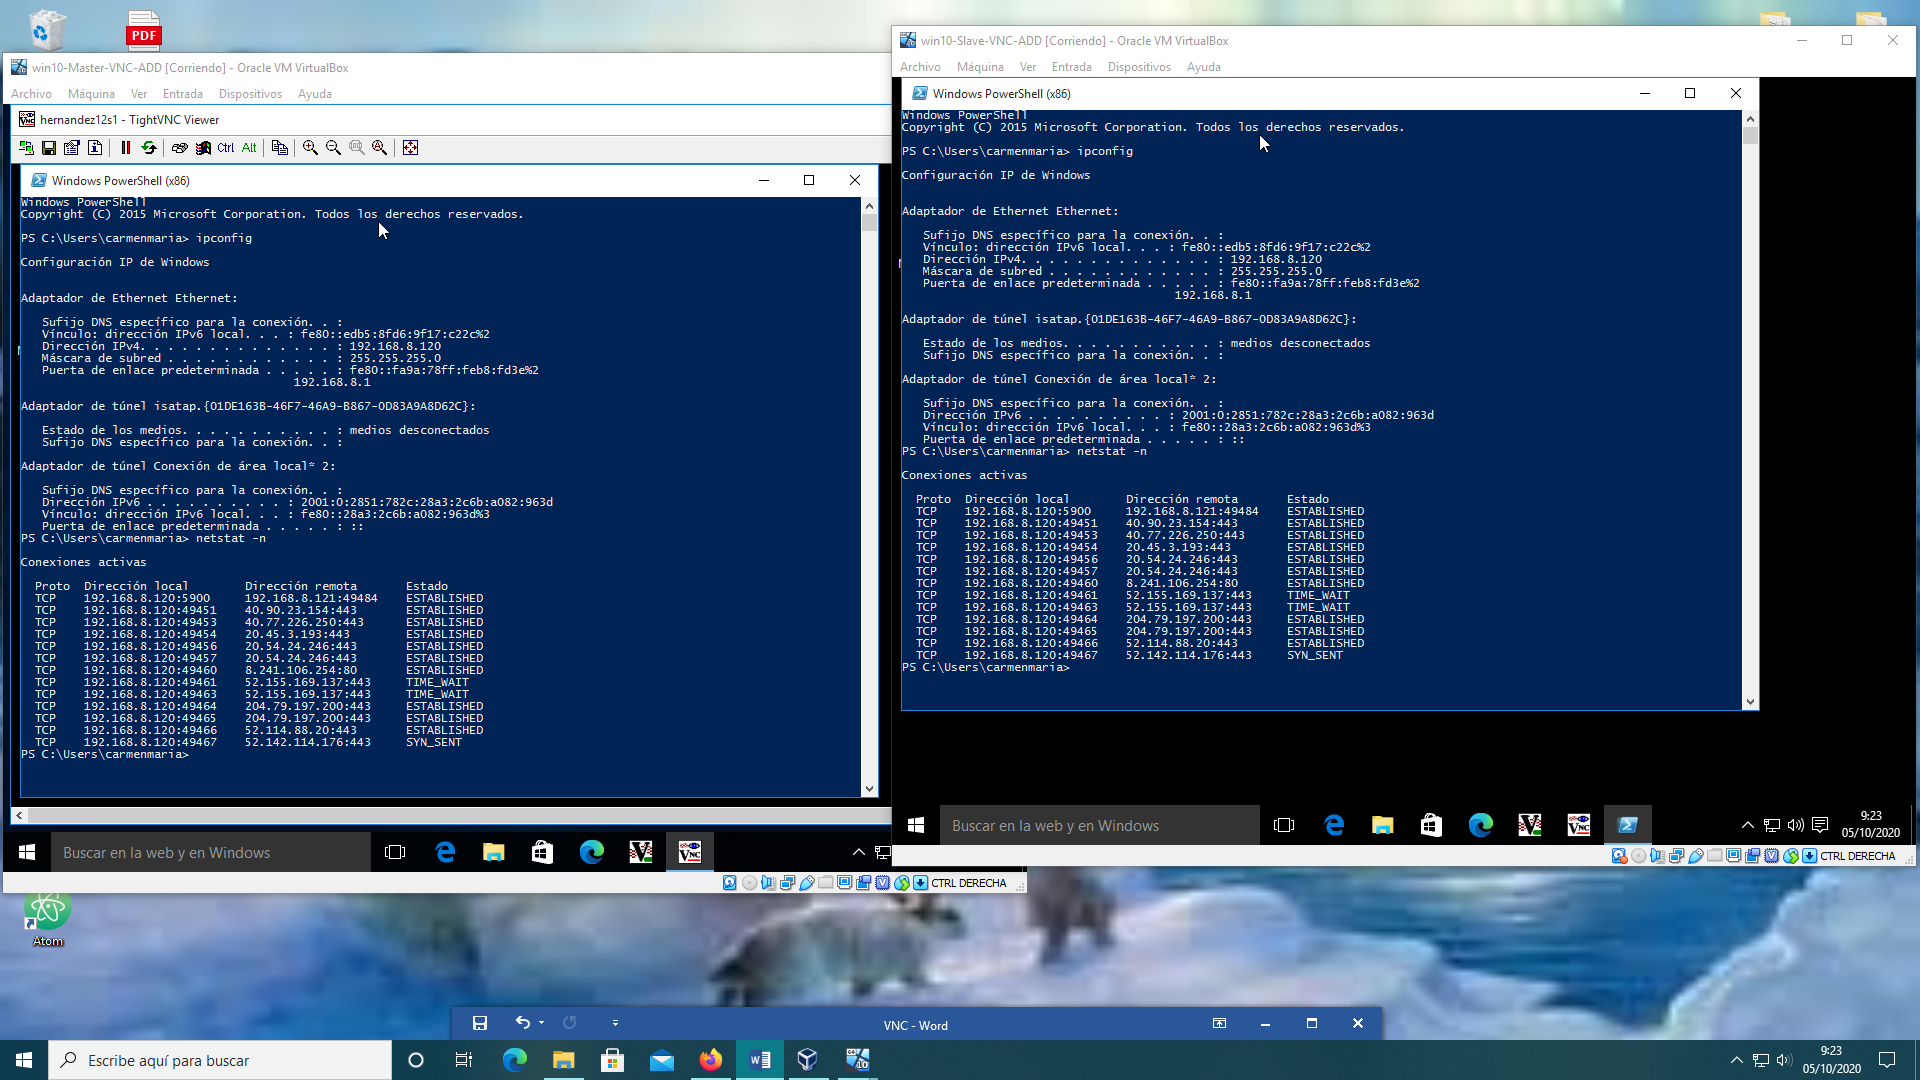 PDF
win10-Master-VNC-ADD [Corriendo] - Oracle VM VirtualBox
Archivo Máquina Ver Entrada Dispositivos Ayuda
hernandez12s1 - TightVNC Viewer
Ctrl Alt
Windows PowerShell (x86)
Windows PowerShell
Copyright (C) 2015 Microsoft Corporation. Todos los derechos reservados.
PS C:\Users\carmenmaria> ipconfig
Configuración IP de Windows
Adaptador de Ethernet Ethernet:
Sufijo DNS específico para la conexión. . :
Vínculo: dirección IPv6 local. . . : fe80::edb5:8fd6:9f17:c22c%2
Dirección IPv4. . . . . . . . . . . . . . : 192.168.8.120
Máscara de subred . . . . . . . . . . . . : 255.255.255.0
Puerta de enlace predeterminada . . . . . : fe80::fa9a:78ff:feb8:fd3e%2
192.168.8.1
Adaptador de túnel isatap.{01DE163B-46F7-46A9-B867-0D83A9A8D62C}:
Estado de los medios. . . . . . . . . . . : medios desconectados
Sufijo DNS específico para la conexión. . :
Adaptador de túnel Conexión de área local* 2:
Sufijo DNS específico para la conexión. . :
Dirección IPv6 . . . . . . . . . . : 2001:0:2851:782c:28a3:2c6b:a082:963d
Vínculo: dirección IPv6 local. . . : fe80::28a3:2c6b:a082:963d%3
Puerta de enlace predeterminada . . . . . : ::
PS C:\Users\carmenmaria> netstat -n
Conexiones activas
Proto Dirección local Dirección remota Estado
TCP 192.168.8.120:5900 192.168.8.121:49484 ESTABLISHED
TCP 192.168.8.120:49451 40.90.23.154:443 ESTABLISHED
TCP 192.168.8.120:49453 40.77.226.250:443 ESTABLISHED
TCP 192.168.8.120:49454 20.45.3.193:443 ESTABLISHED
TCP 192.168.8.120:49456 20.54.24.246:443 ESTABLISHED
TCP 192.168.8.120:49457 20.54.24.246:443 ESTABLISHED
TCP 192.168.8.120:49460 8.241.106.254:80 ESTABLISHED
TCP 192.168.8.120:49461 52.155.169.137:443 TIME_WAIT
TCP 192.168.8.120:49463 52.155.169.137:443 TIME_WAIT
TCP 192.168.8.120:49464 204.79.197.200:443 ESTABLISHED
TCP 192.168.8.120:49465 204.79.197.200:443 ESTABLISHED
TCP 192.168.8.120:49466 52.114.88.20:443 ESTABLISHED
TCP 192.168.8.120:49467 52.142.114.176:443 SYN_SENT
PS C:\Users\carmenmaria>
Buscar en la web y en Windows
CTRL DERECHA
win10-Slave-VNC-ADD [Corriendo] - Oracle VM VirtualBox
Archivo Máquina Ver Entrada Dispositivos Ayuda
Windows PowerShell (x86)
Windows PowerShell
Copyright (C) 2015 Microsoft Corporation. Todos los derechos reservados.
PS C:\Users\carmenmaria> ipconfig
Configuración IP de Windows
Adaptador de Ethernet Ethernet:
Sufijo DNS específico para la conexión. . :
Vínculo: dirección IPv6 local. . . : fe80::edb5:8fd6:9f17:c22c%2
Dirección IPv4. . . . . . . . . . . . . . : 192.168.8.120
Máscara de subred . . . . . . . . . . . . : 255.255.255.0
Puerta de enlace predeterminada . . . . . : fe80::fa9a:78ff:feb8:fd3e%2
192.168.8.1
Adaptador de túnel isatap.{01DE163B-46F7-46A9-B867-0D83A9A8D62C}:
Estado de los medios. . . . . . . . . . . : medios desconectados
Sufijo DNS específico para la conexión. . :
Adaptador de túnel Conexión de área local* 2:
Sufijo DNS específico para la conexión. . :
Dirección IPv6 . . . . . . . . . . : 2001:0:2851:782c:28a3:2c6b:a082:963d
Vínculo: dirección IPv6 local. . . : fe80::28a3:2c6b:a082:963d%3
Puerta de enlace predeterminada . . . . . : ::
PS C:\Users\carmenmaria> netstat -n
Conexiones activas
Proto Dirección local Dirección remota Estado
TCP 192.168.8.120:5900 192.168.8.121:49484 ESTABLISHED
TCP 192.168.8.120:49451 40.90.23.154:443 ESTABLISHED
TCP 192.168.8.120:49453 40.77.226.250:443 ESTABLISHED
TCP 192.168.8.120:49454 20.45.3.193:443 ESTABLISHED
TCP 192.168.8.120:49456 20.54.24.246:443 ESTABLISHED
TCP 192.168.8.120:49457 20.54.24.246:443 ESTABLISHED
TCP 192.168.8.120:49460 8.241.106.254:80 ESTABLISHED
TCP 192.168.8.120:49461 52.155.169.137:443 TIME_WAIT
TCP 192.168.8.120:49463 52.155.169.137:443 TIME_WAIT
TCP 192.168.8.120:49464 204.79.197.200:443 ESTABLISHED
TCP 192.168.8.120:49465 204.79.197.200:443 ESTABLISHED
TCP 192.168.8.120:49466 52.114.88.20:443 ESTABLISHED
TCP 192.168.8.120:49467 52.142.114.176:443 SYN_SENT
PS C:\Users\carmenmaria>
Buscar en la web y en Windows
9:23
05/10/2020
CTRL DERECHA
Atom
VNC - Word
Escribe aquí para buscar
9:23
05/10/2020